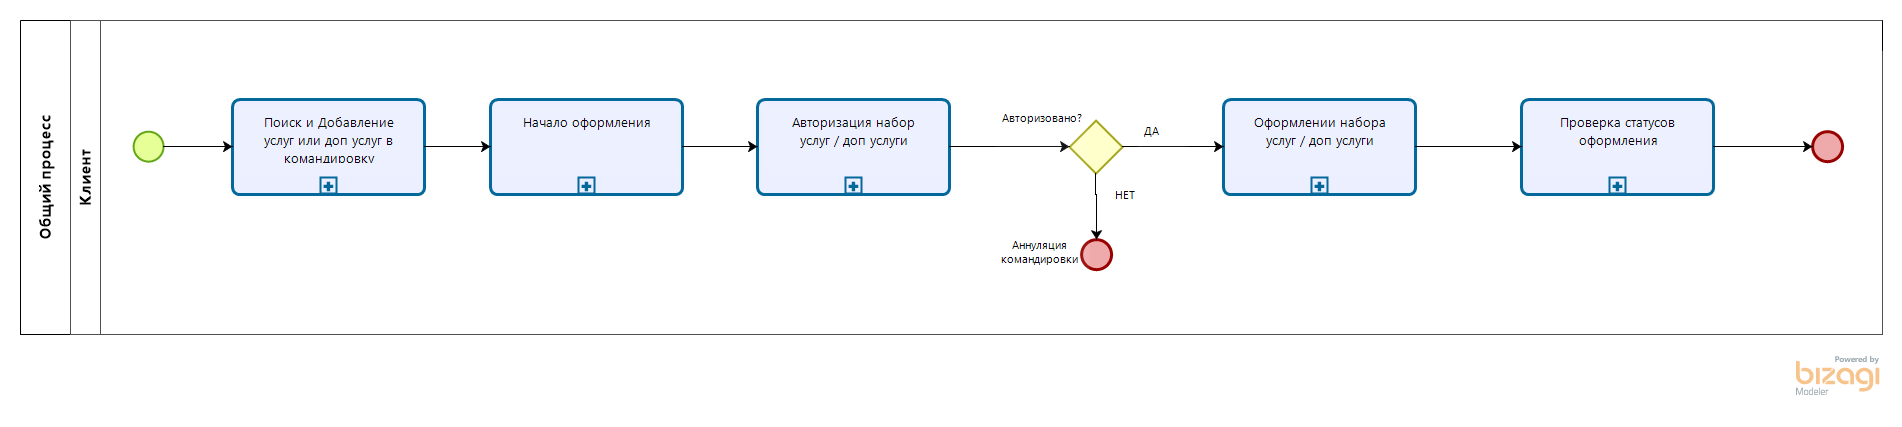 Общий процесс
Клиент
Поиск и Добавление
услуг или доп услуг в
командировку
Начало оформления
Авторизация набор
услуг / доп услуги
Авторизовано?
ДА
НЕТ
Аннуляция
командировки
Оформлении набора
услуг / доп услуги
Проверка статусов
оформления
Powered by
bizagi
Modeler